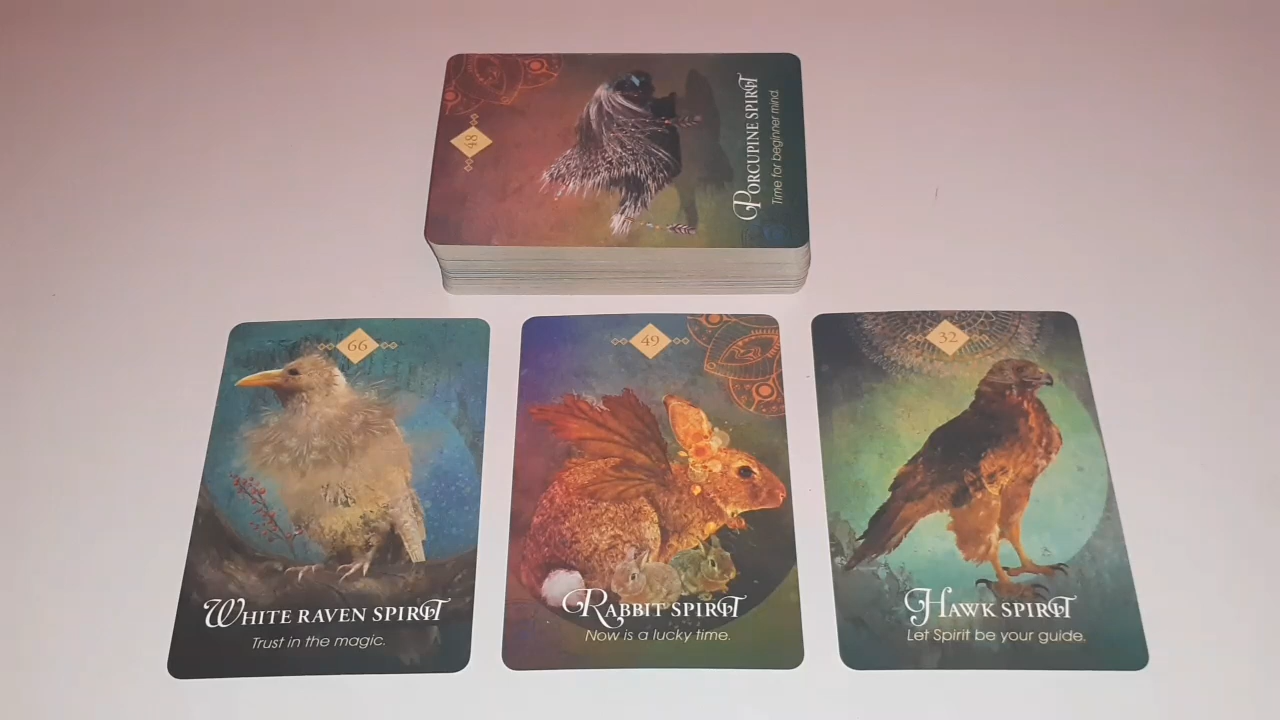 48
PORCUPINE SPIRIT
Time for beginner mind.
66
WHITE RAVEN SPIRIT
Trust in the magic.
49
RABBIT SPIRIT
Now is a lucky time.
32
HAWK SPIRIT
Let Spirit be your guide.